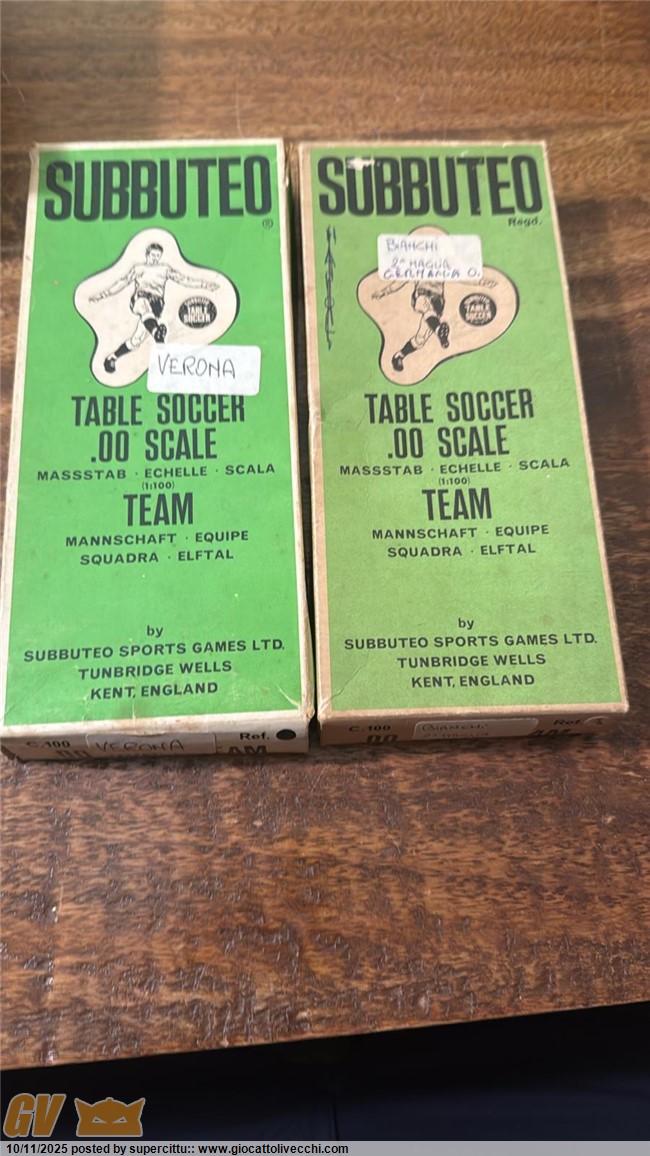 SUBBUTEO
®
SUBBUTEO
TABLE
SOCCER
VERONA
TABLE SOCCER
.00 SCALE
MASSSTAB · ECHELLE · SCALA
(1:100)
TEAM
MANNSCHAFT · EQUIPE
SQUADRA · ELFTAL
by
SUBBUTEO SPORTS GAMES LTD.
TUNBRIDGE WELLS
KENT, ENGLAND
C.100
VERONA
Ref.
SUBBUTEO
Regd.
BIANCHI
2ª MAGLIA
GERMANIA O.
TABLE
SOCCER
TABLE SOCCER
.00 SCALE
MASSSTAB · ECHELLE · SCALA
(1:100)
TEAM
MANNSCHAFT · EQUIPE
SQUADRA · ELFTAL
by
SUBBUTEO SPORTS GAMES LTD.
TUNBRIDGE WELLS
KENT, ENGLAND
C.100
BIANCHI
Ref.
GV
10/11/2025 posted by supercittu:: www.giocattolivecchi.com